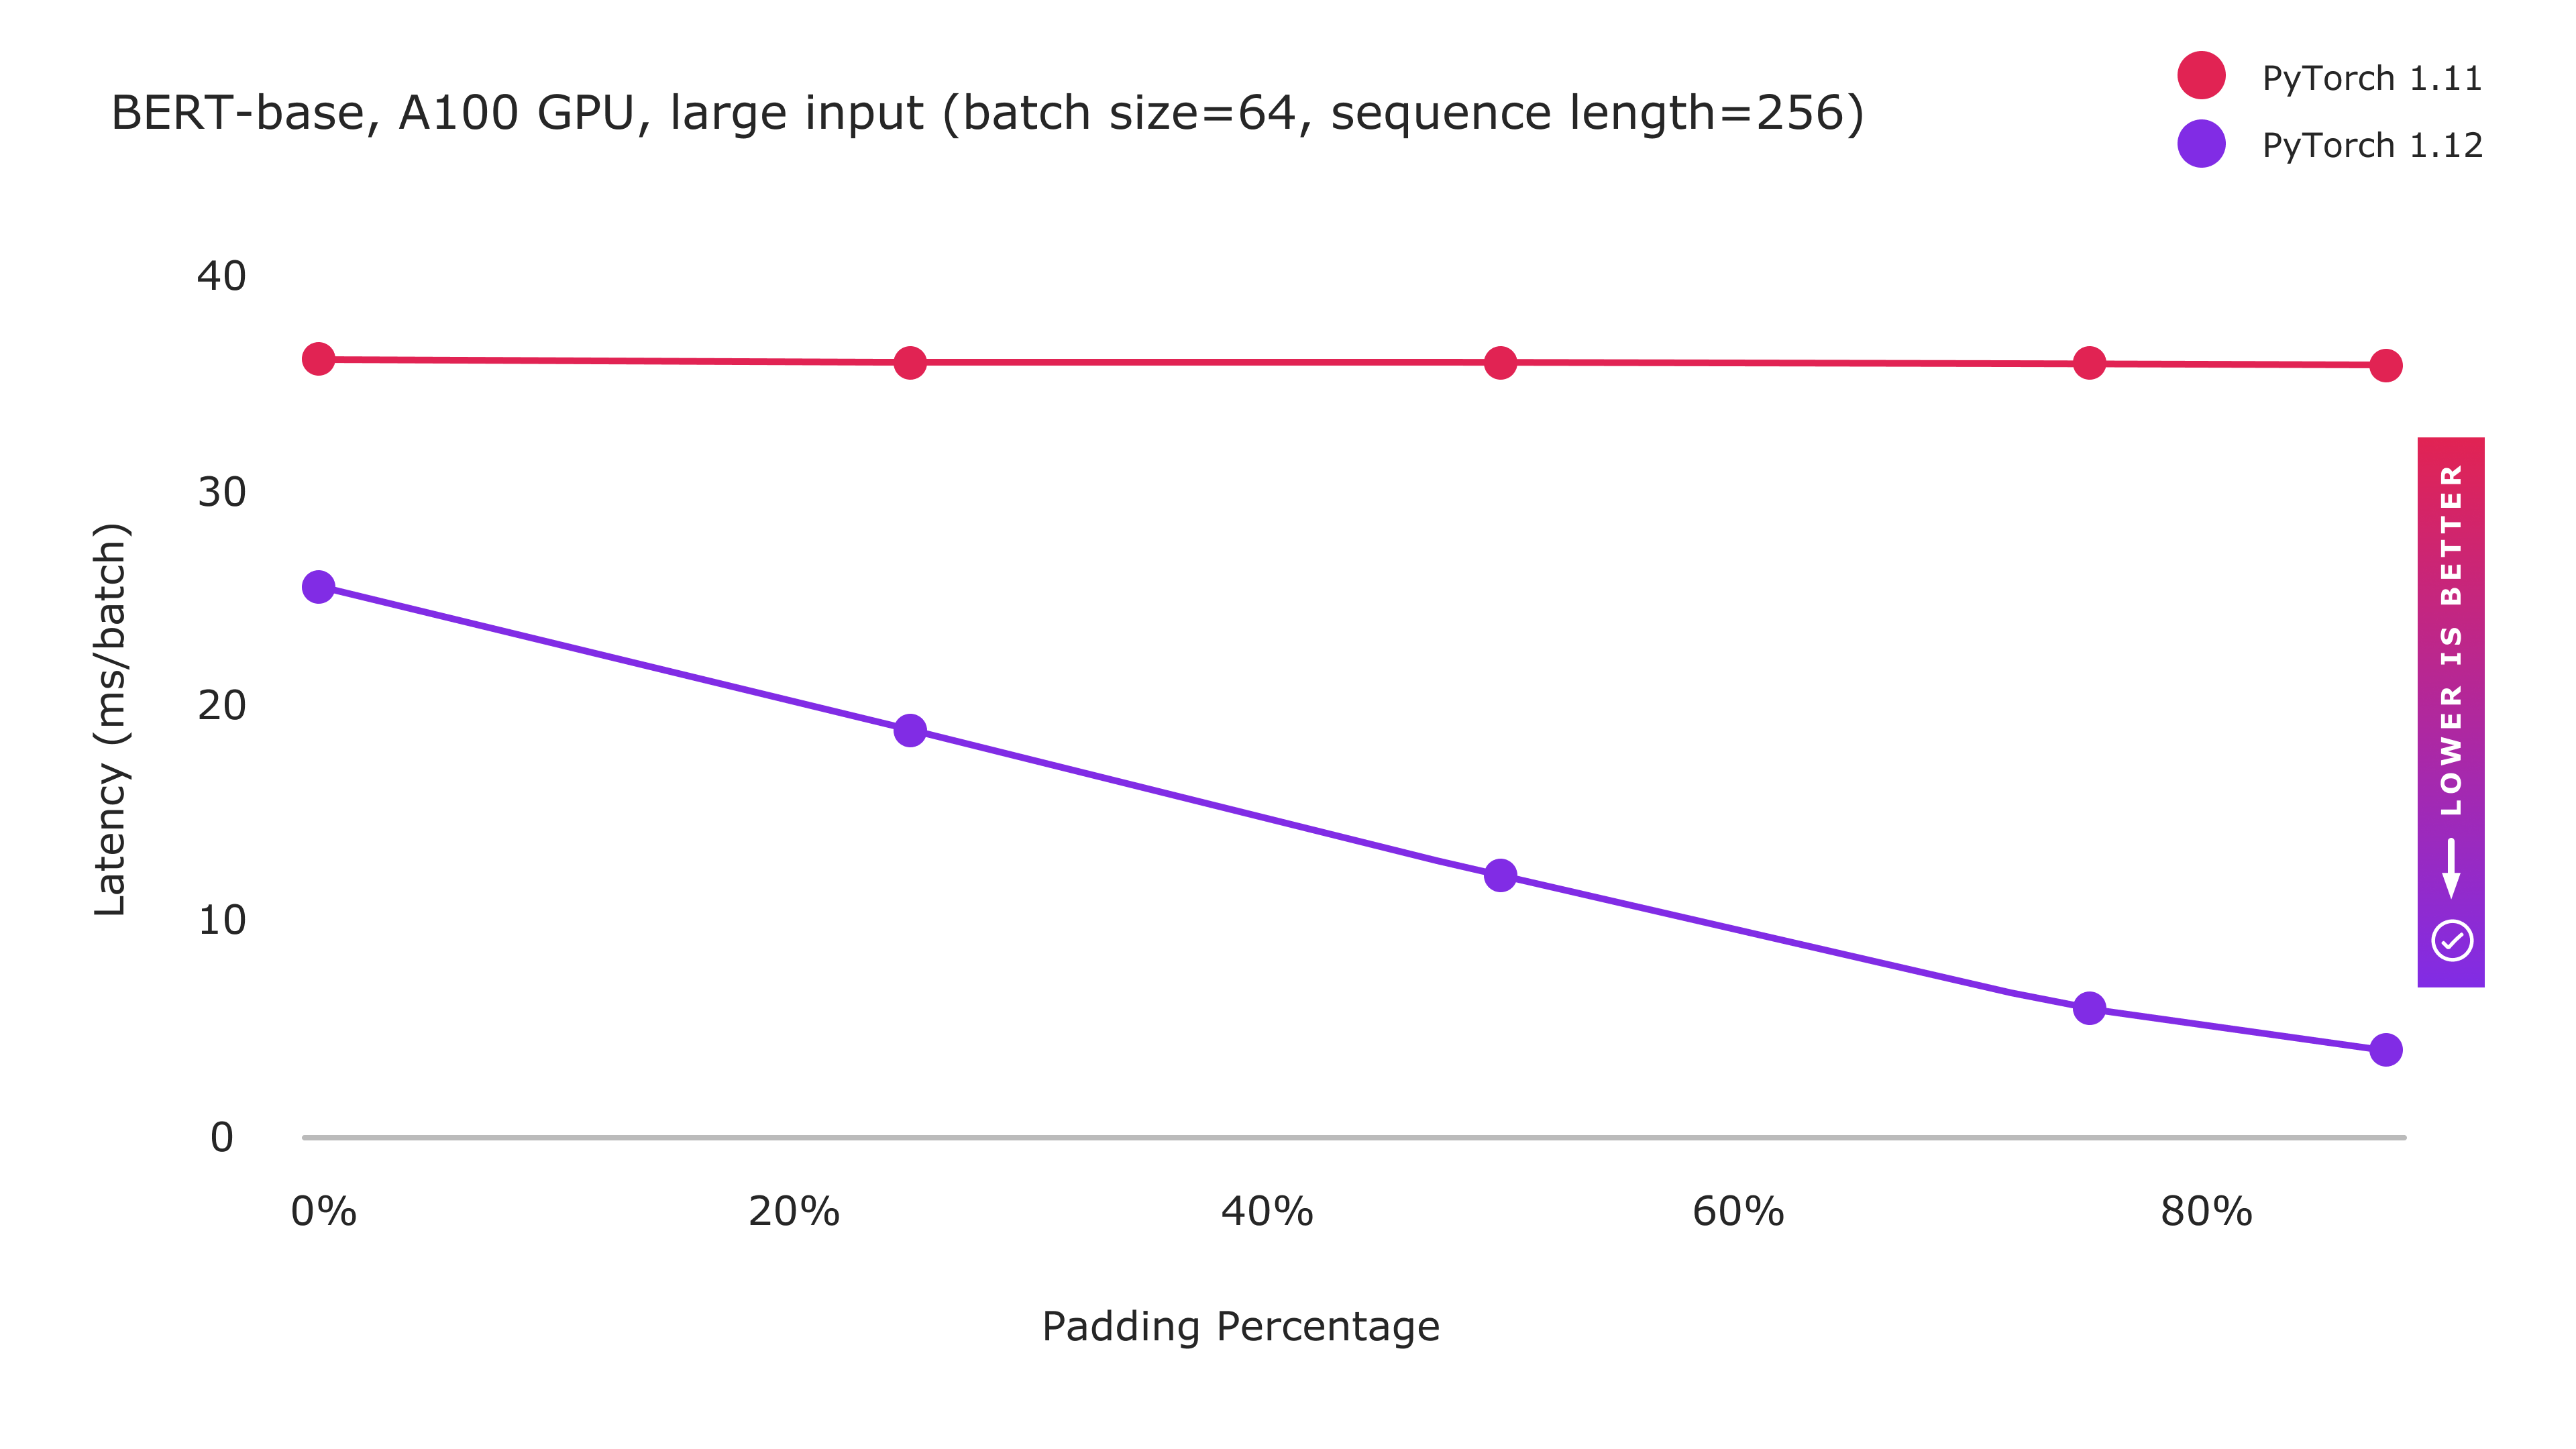 BERT-base, A100 GPU, large input (batch size=64, sequence length=256)
PyTorch 1.11
PyTorch 1.12
40
30
20
10
0
Latency (ms/batch)
LOWER IS BETTER
0%
20%
40%
60%
80%
Padding Percentage